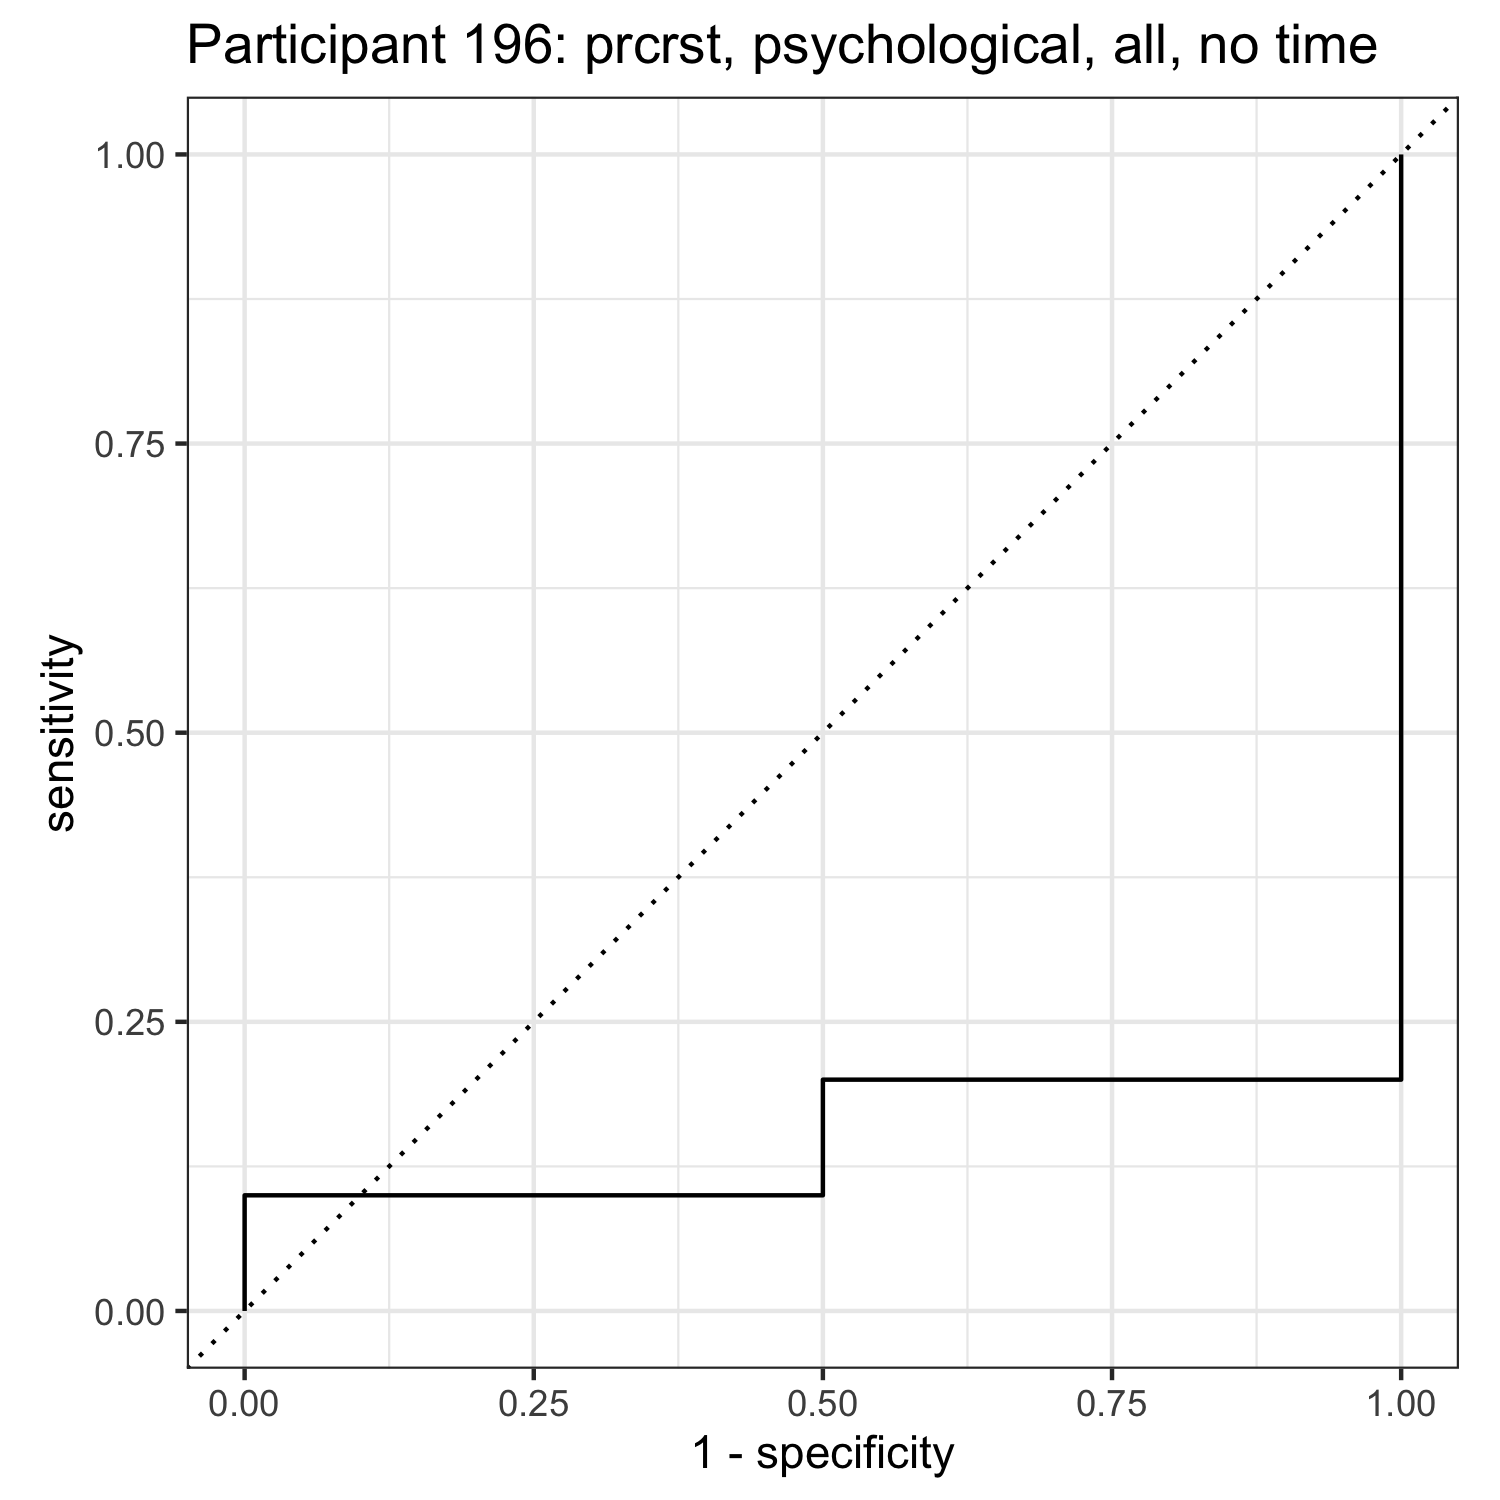 Participant 196: prcrst, psychological, all, no time
1.00
0.75
0.50
0.25
0.00
sensitivity
0.00 0.25 0.50 0.75 1.00
1 - specificity